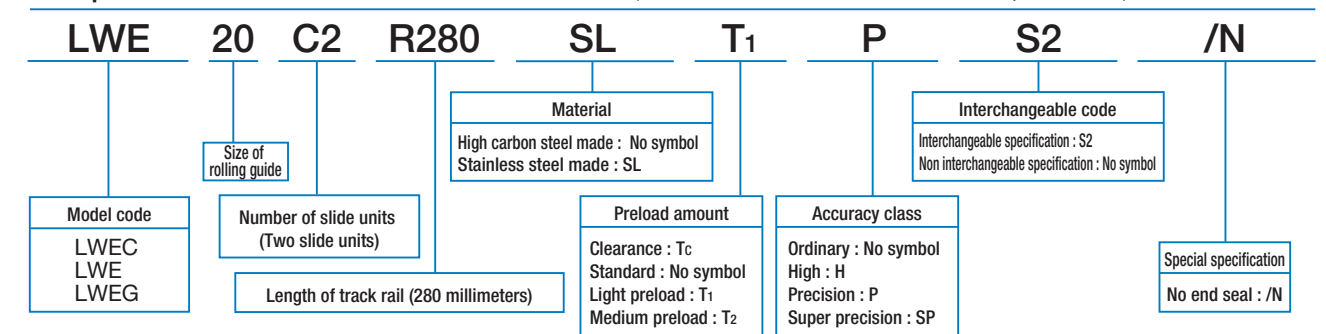 LWE 20 C2 R280 SL T1 P S2 /N
Material
High carbon steel made : No symbol
Stainless steel made : SL
Interchangeable code
Interchangeable specification : S2
Non interchangeable specification : No symbol
Size of
rolling guide
Model code
LWEC
LWE
LWEG
Number of slide units
(Two slide units)
Length of track rail (280 millimeters)
Preload amount
Clearance : Tc
Standard : No symbol
Light preload : T1
Medium preload : T2
Accuracy class
Ordinary : No symbol
High : H
Precision : P
Super precision : SP
Special specification
No end seal : /N